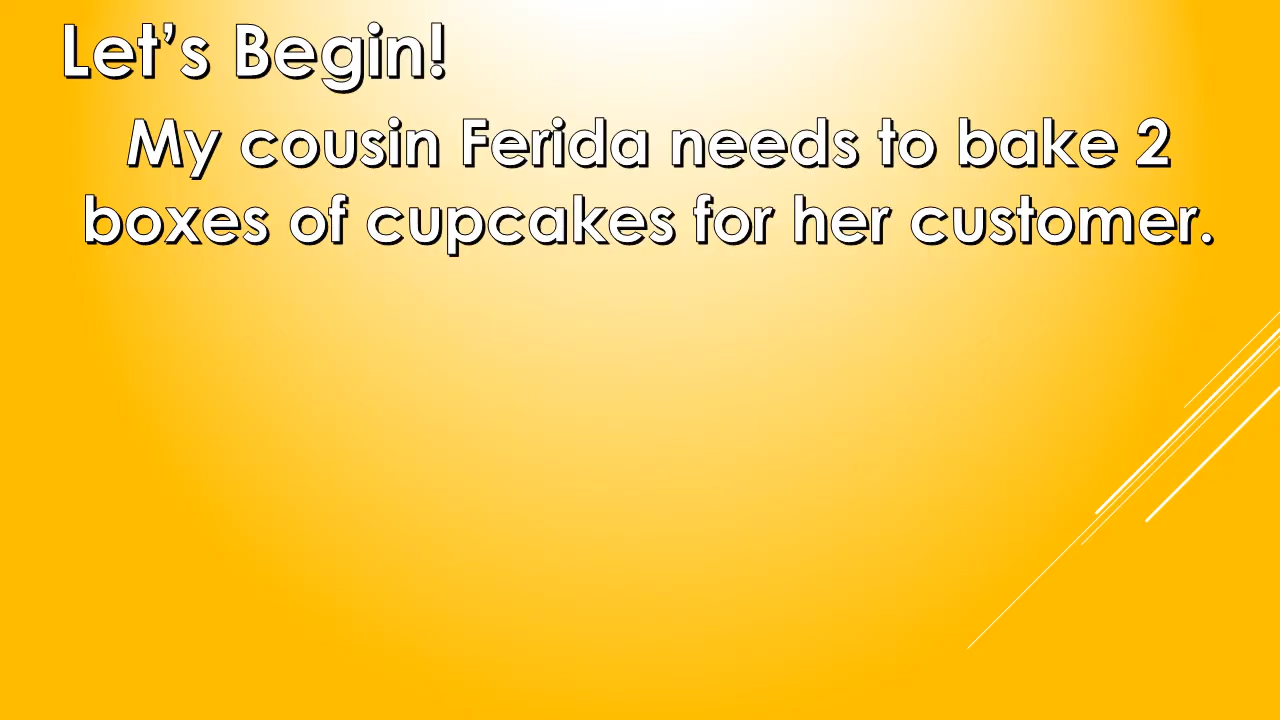 Let’s Begin!
My cousin Ferida needs to bake 2
boxes of cupcakes for her customer.